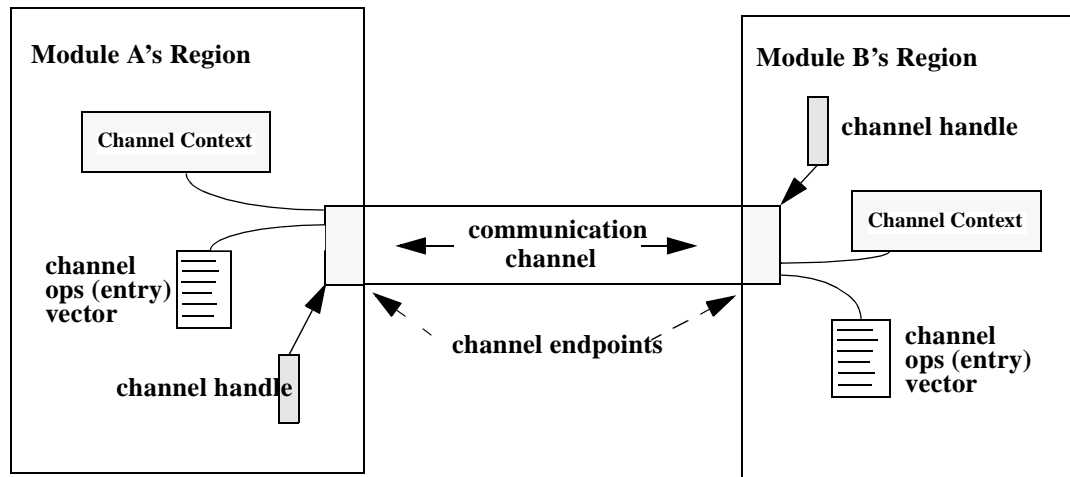 Module A's Region
Channel Context
channel
ops (entry)
vector
channel handle
communication
channel
channel endpoints
Module B's Region
channel handle
Channel Context
channel
ops (entry)
vector